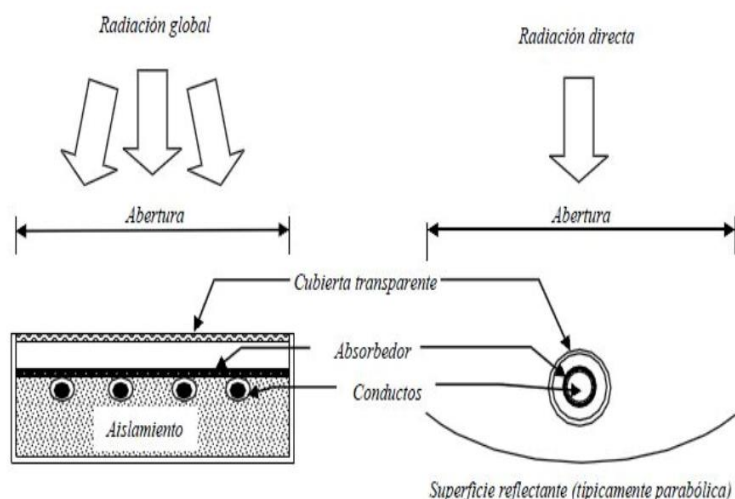 Radiación global
Radiación directa
Abertura
Abertura
Cubierta transparente
Absorbedor
Conductos
Aislamiento
Superficie reflectante (típicamente parabólica)